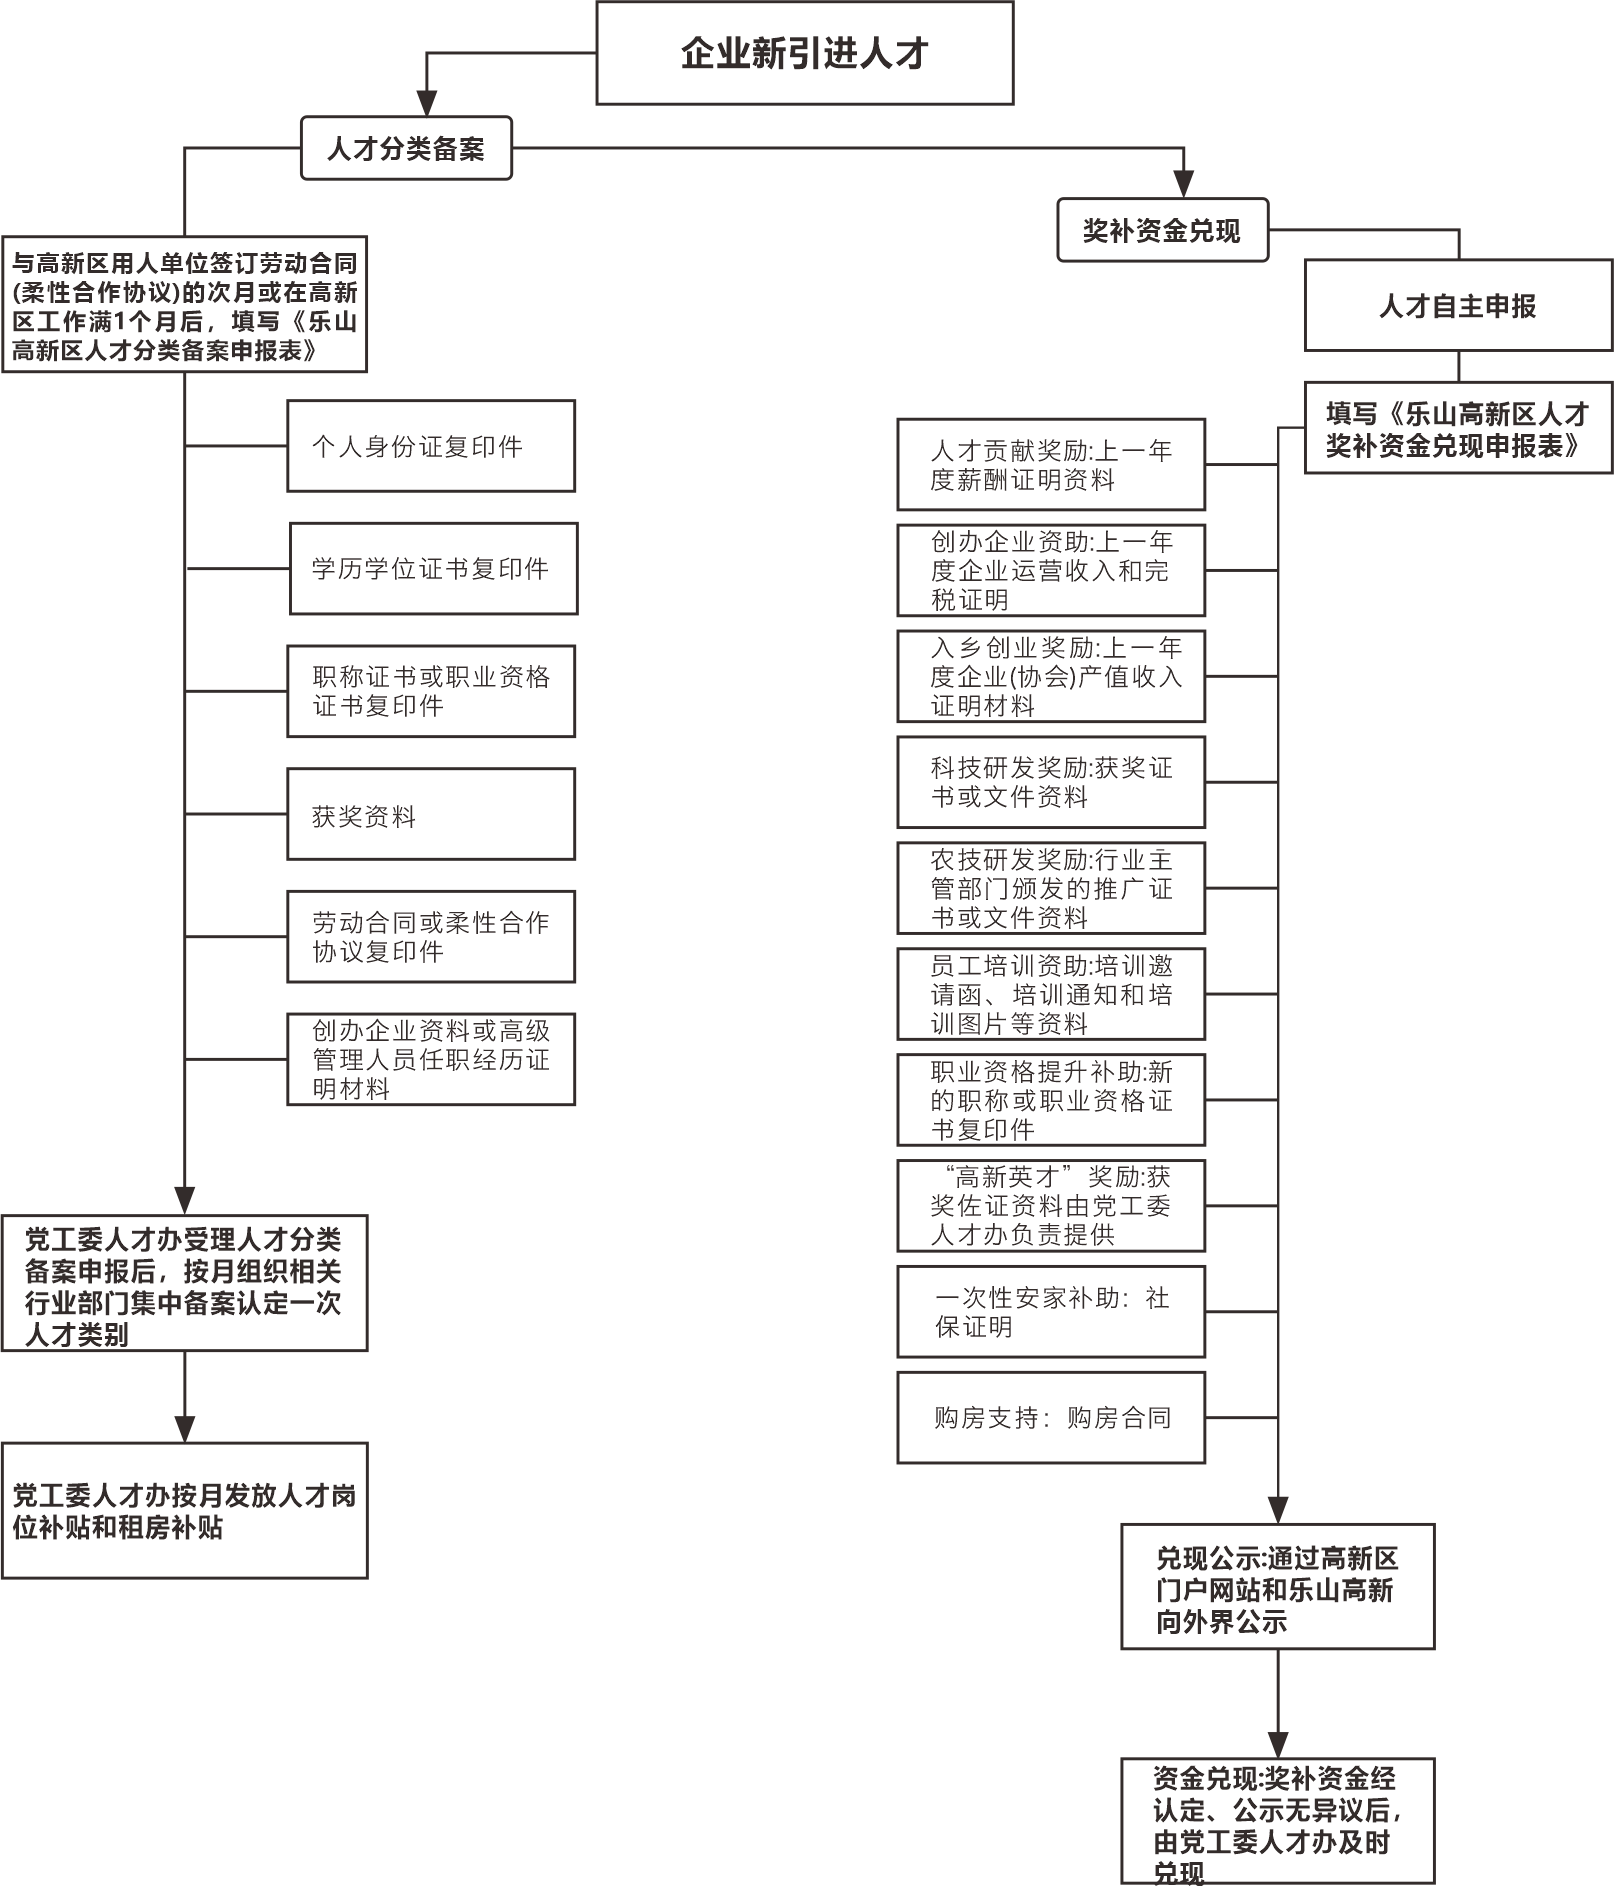 企业新引进人才
人才分类备案
与高新区用人单位签订劳动合同
(柔性合作协议)的次月或在高新
区工作满1个月后，填写《乐山
高新区人才分类备案申报表》
个人身份证复印件
学历学位证书复印件
职称证书或职业资格
证书复印件
获奖资料
劳动合同或柔性合作
协议复印件
创办企业资料或高级
管理人员任职经历证
明材料
党工委人才办受理人才分类
备案申报后，按月组织相关
行业部门集中备案认定一次
人才类别
党工委人才办按月发放人才岗
位补贴和租房补贴
奖补资金兑现
人才自主申报
填写《乐山高新区人才
奖补资金兑现申报表》
人才贡献奖励:上一年
度薪酬证明资料
创办企业资助:上一年
度企业运营收入和完
税证明
入乡创业奖励:上一年
度企业(协会)产值收入
证明材料
科技研发奖励:获奖证
书或文件资料
农技研发奖励:行业主
管部门颁发的推广证
书或文件资料
员工培训资助:培训邀
请函、培训通知和培
训图片等资料
职业资格提升补助:新
的职称或职业资格证
书复印件
“高新英才”奖励:获
奖佐证资料由党工委
人才办负责提供
一次性安家补助：社
保证明
购房支持：购房合同
兑现公示:通过高新区
门户网站和乐山高新
向外界公示
资金兑现:奖补资金经
认定、公示无异议后，
由党工委人才办及时
兑现